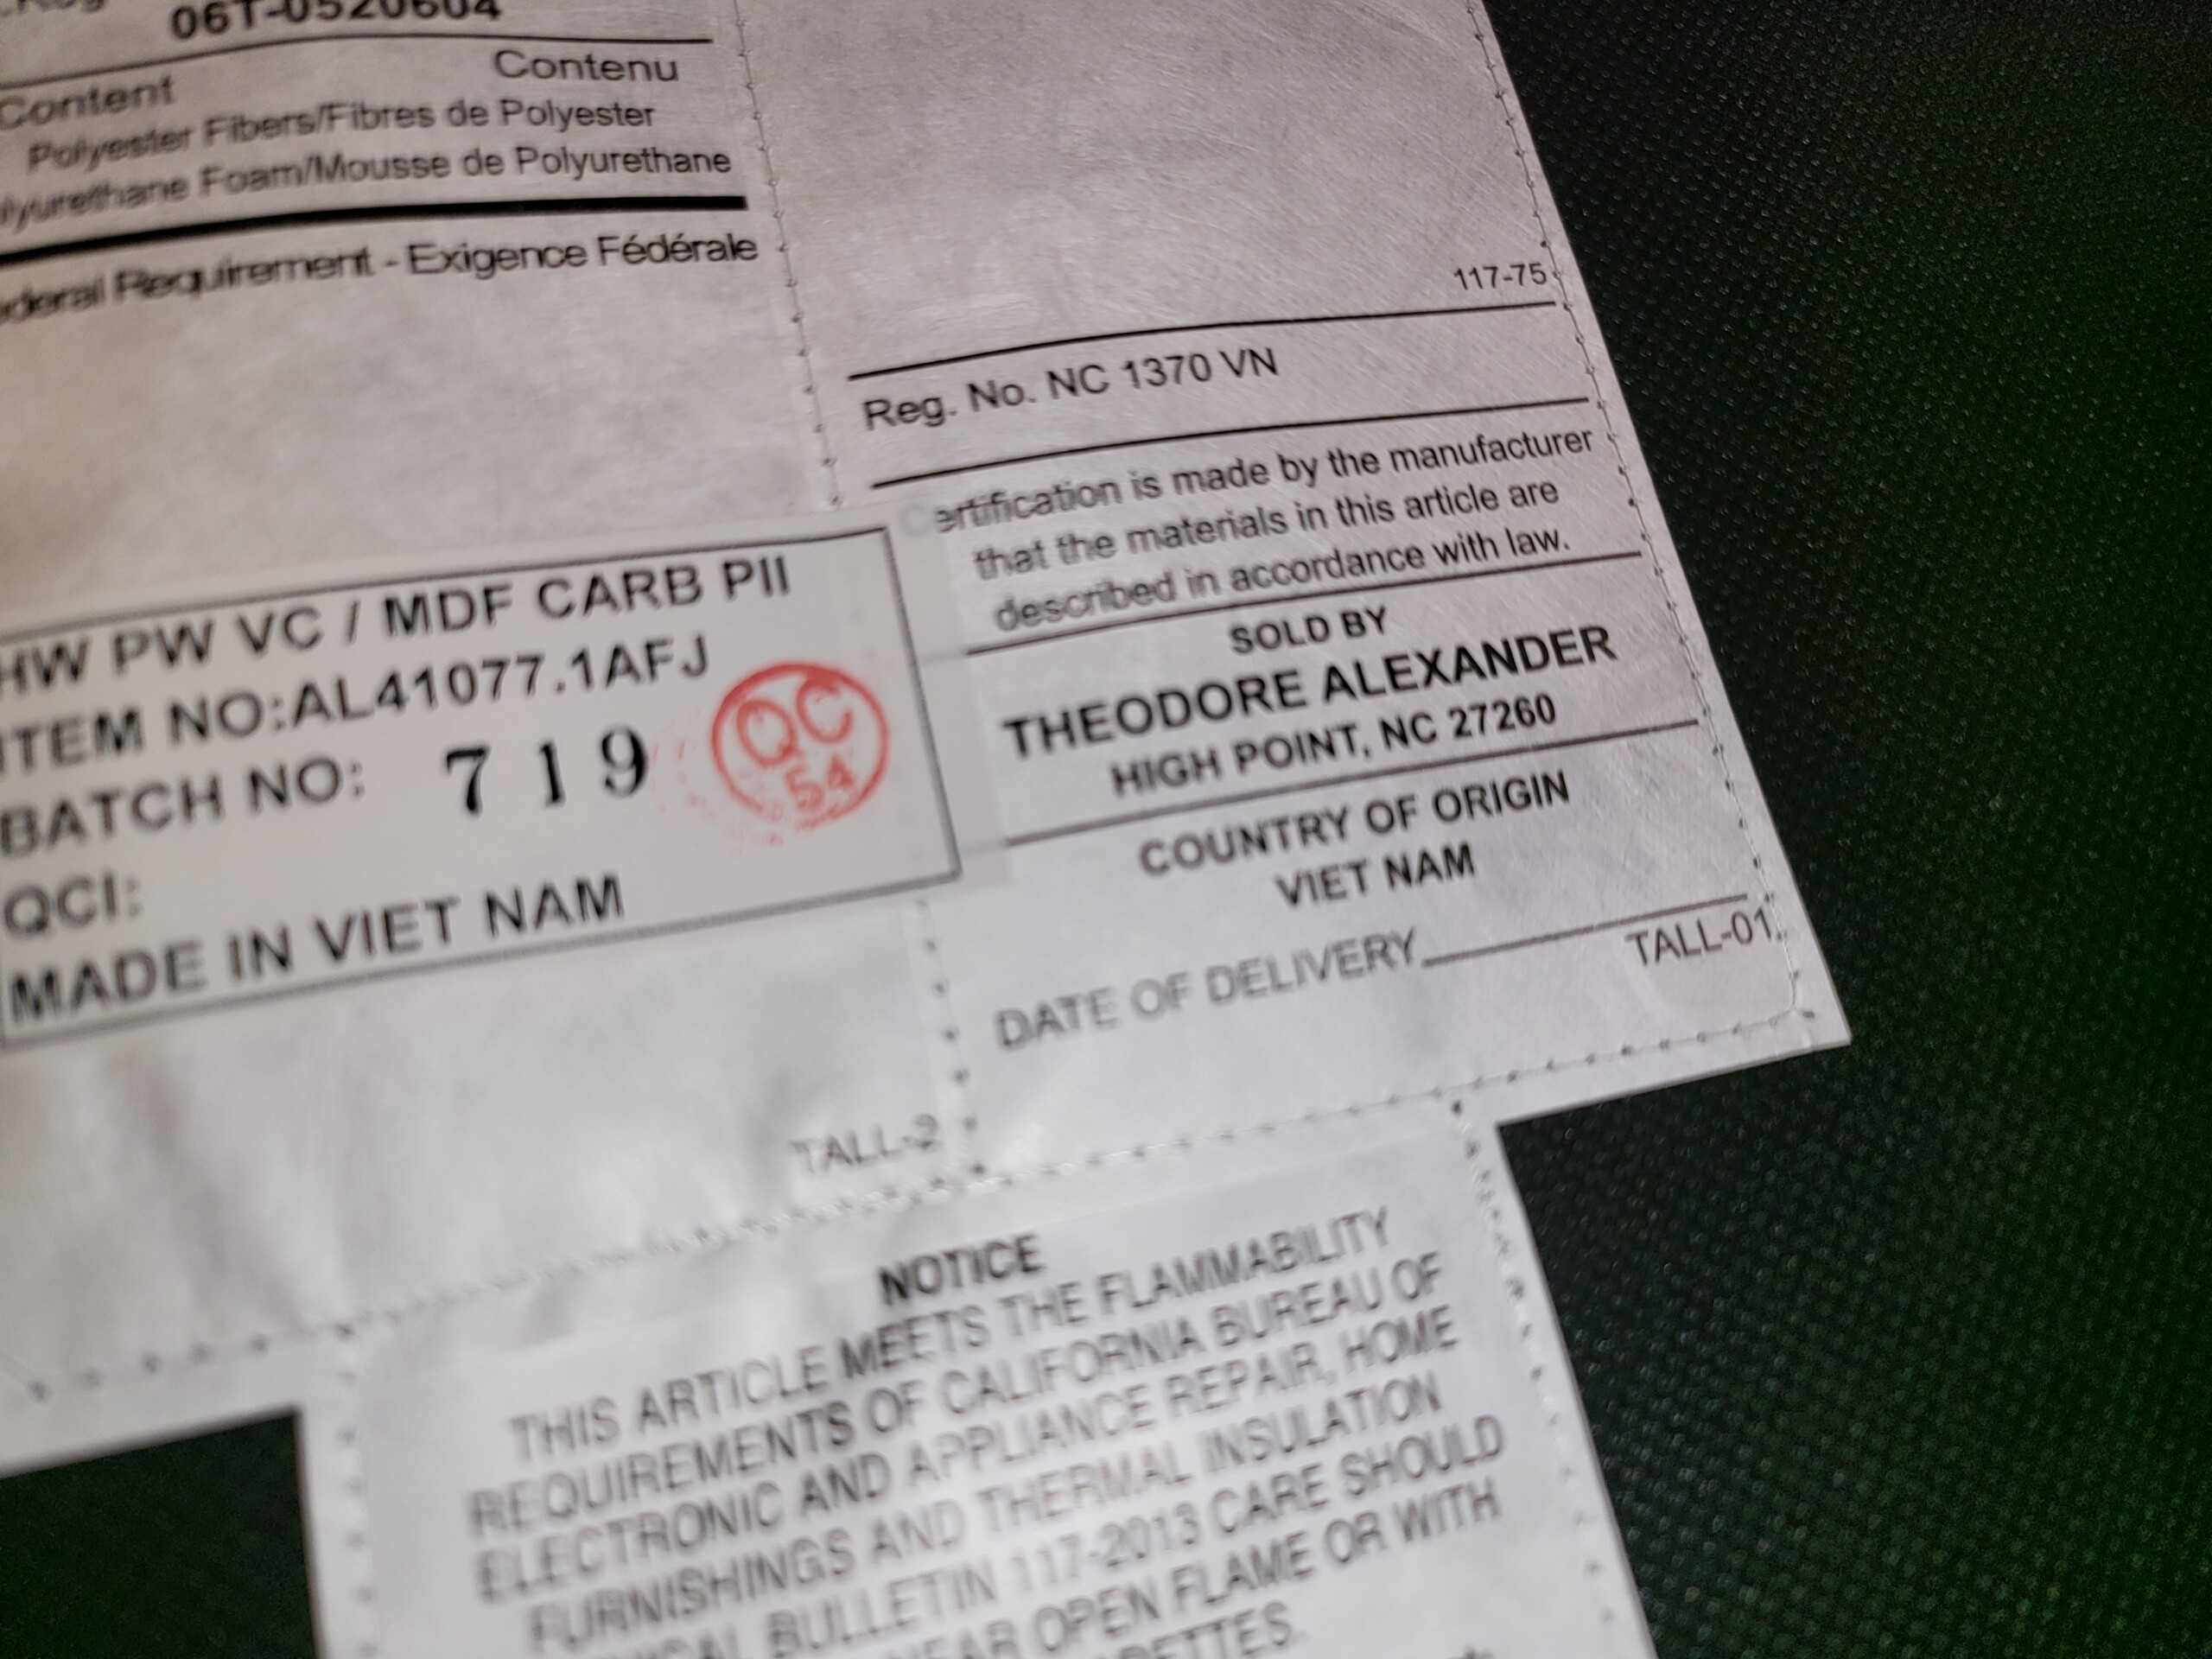 06T-0520604
Content Contenu
Polyester Fibers/Fibres de Polyester
Foam/Mousse de Polyurethane
Requirement - Exigence Fédérale
117-75
Reg. No. NC 1370 VN
ertification is made by the manufacturer
that the materials in this article are
described in accordance with law.
HW PW VC / MDF CARB PII
ITEM NO:AL41077.1AFJ
BATCH NO: 719
QC
54
QCI:
MADE IN VIET NAM
SOLD BY
THEODORE ALEXANDER
HIGH POINT, NC 27260
COUNTRY OF ORIGIN
VIET NAM
DATE OF DELIVERY
TALL-01
TALL-2
NOTICE
THIS ARTICLE MEETS THE FLAMMABILITY
REQUIREMENTS OF CALIFORNIA BUREAU OF
ELECTRONIC AND APPLIANCE REPAIR, HOME
FURNISHINGS AND THERMAL INSULATION
BULLETIN 117-2013 CARE SHOULD
OPEN FLAME OR WITH